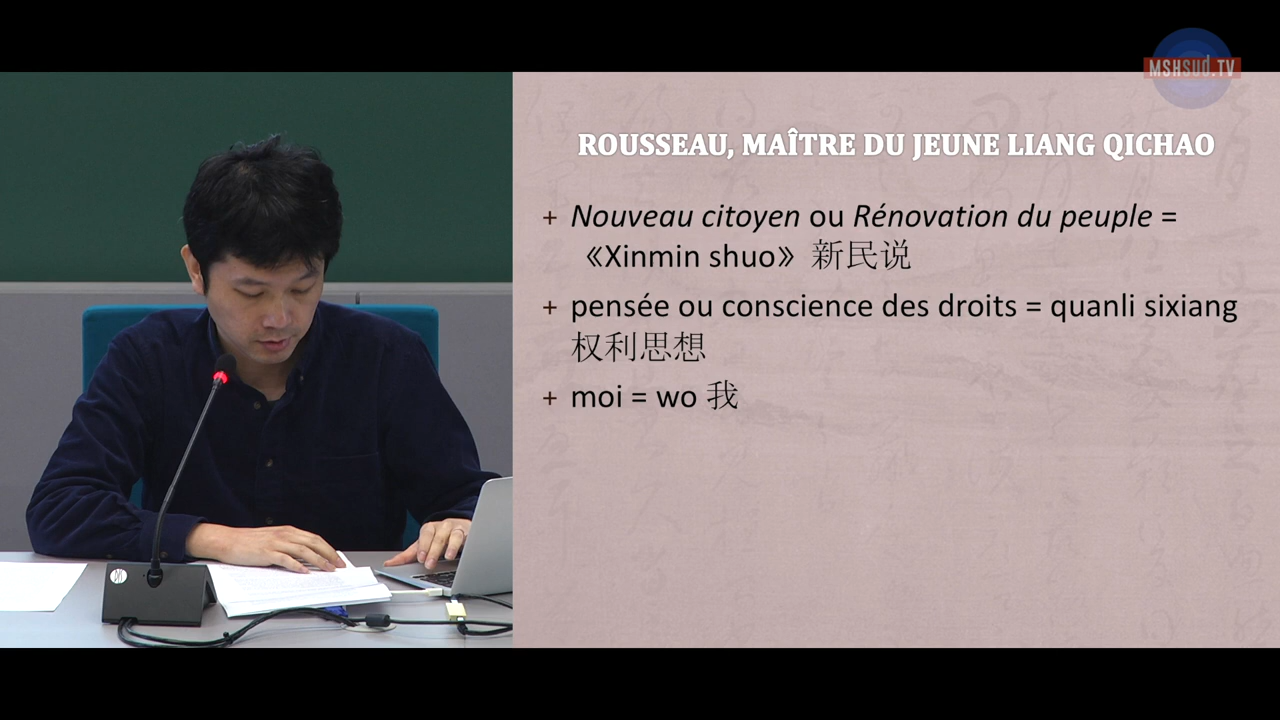 MSHSUD.TV
ROUSSEAU, MAÎTRE DU JEUNE LIANG QICHAO
+ Nouveau citoyen ou Rénovation du peuple =
《Xinmin shuo》 新民说
+ pensée ou conscience des droits = quanli sixiang
权利思想
+ moi = wo 我